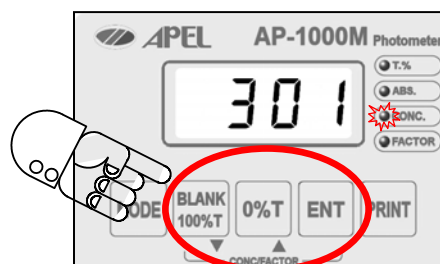 APEL AP-1000M Photometer
301
T.%
ABS.
CONC.
FACTOR
MODE BLANK 100%T 0%T ENT PRINT
CONC/FACTOR